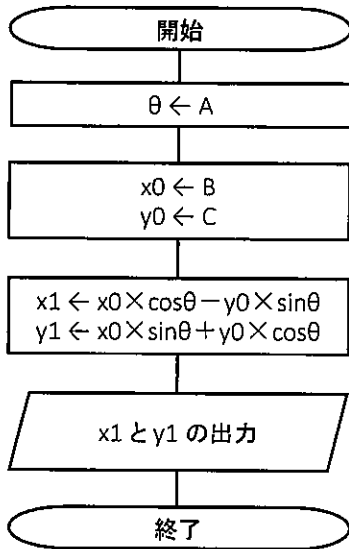 開始
θ ← A
x0 ← B
y0 ← C
x1 ← x0×cosθ−y0×sinθ
y1 ← x0×sinθ+y0×cosθ
x1 と y1 の出力
終了